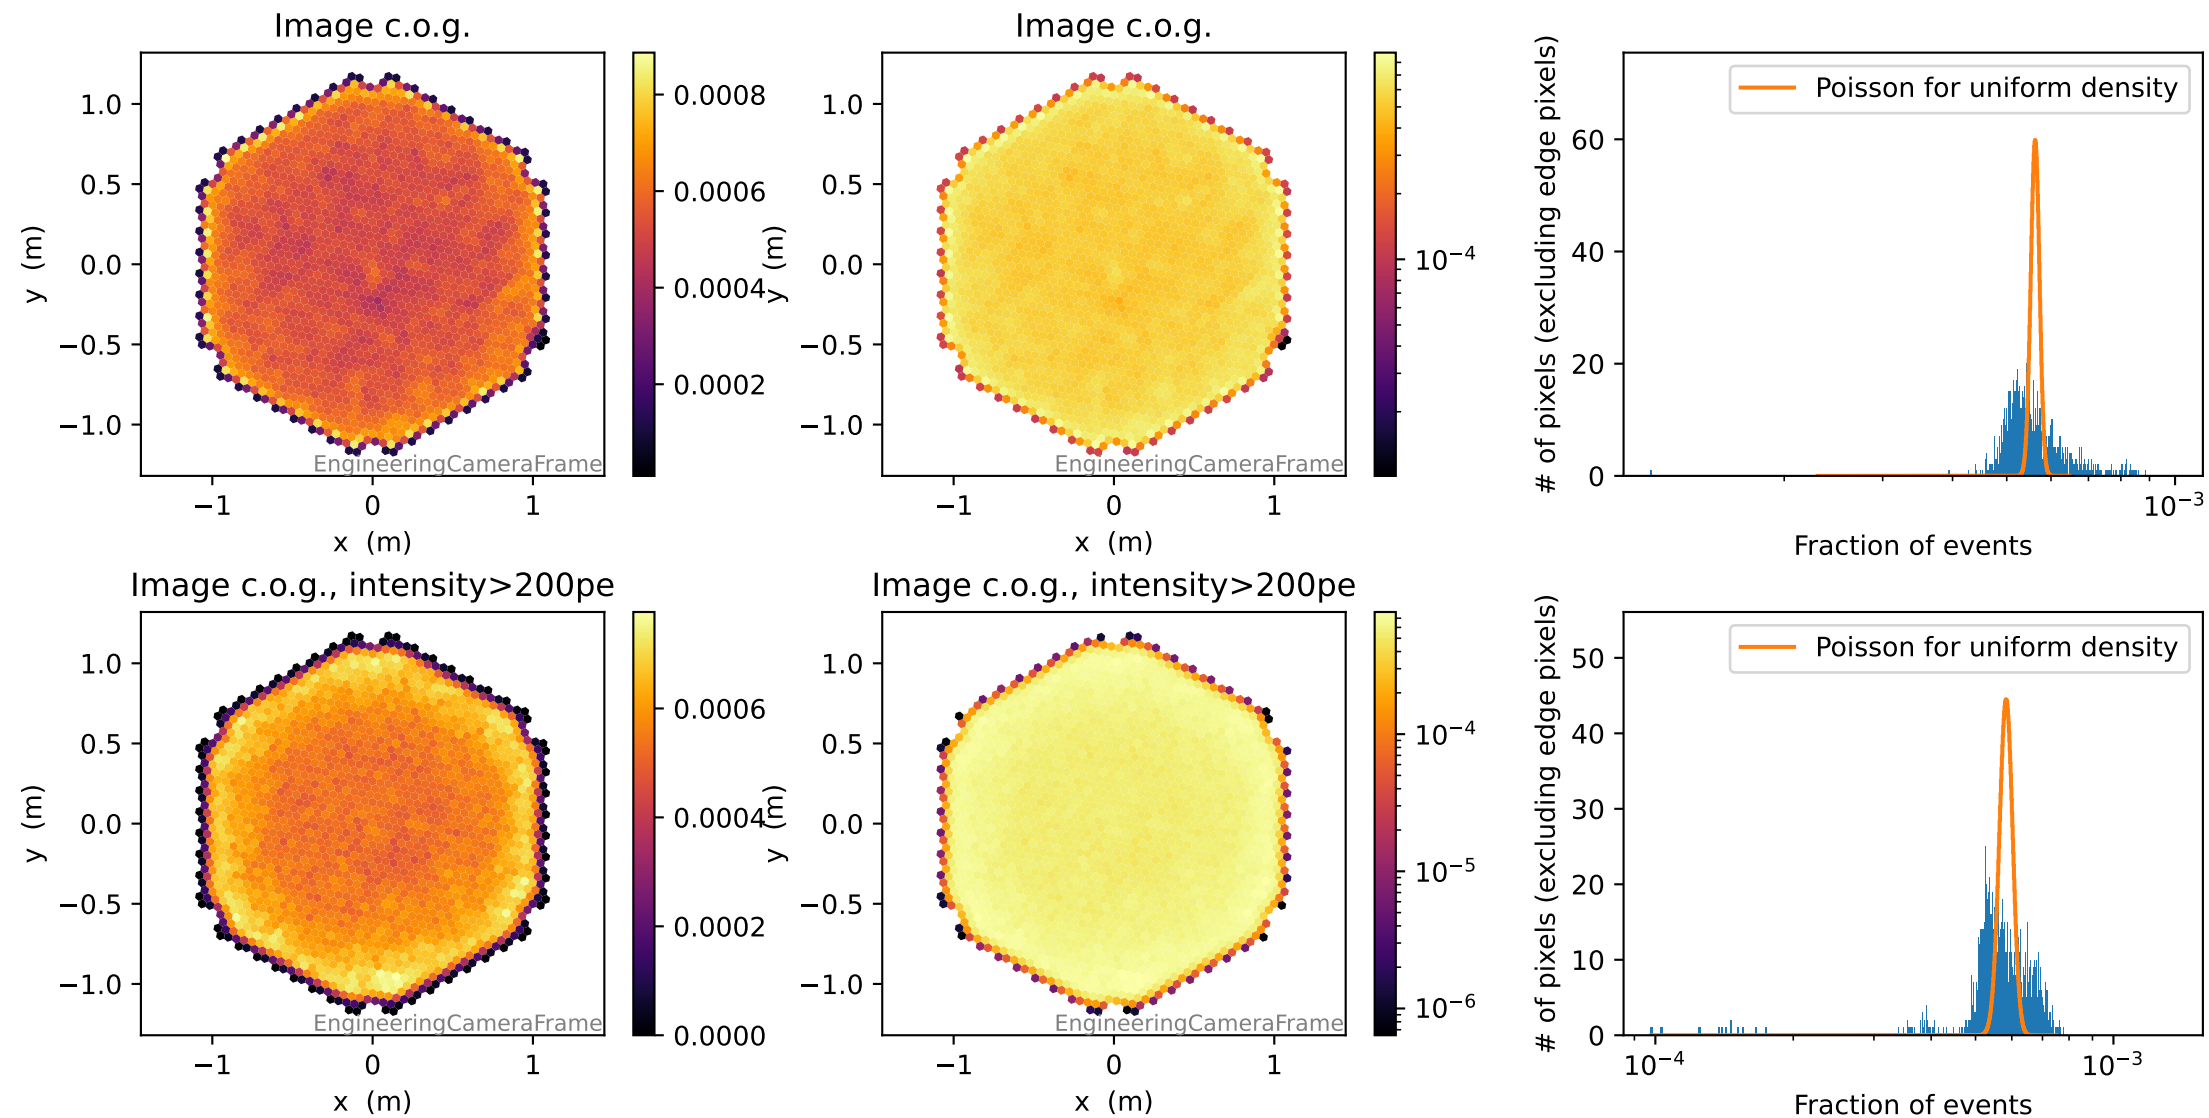 Image c.o.g.
1.0
0.5
0.0
−0.5
−1.0
y (m)
EngineeringCameraFrame
−1
0
1
x (m)
0.0008
0.0006
0.0004
0.0002
Image c.o.g.
1.0
0.5
0.0
−0.5
−1.0
y (m)
EngineeringCameraFrame
−1
0
1
x (m)
10⁻⁴
Poisson for uniform density
# of pixels (excluding edge pixels)
60
40
20
0
10⁻³
Fraction of events
Image c.o.g., intensity>200pe
1.0
0.5
0.0
−0.5
−1.0
y (m)
EngineeringCameraFrame
−1
0
1
x (m)
0.0006
0.0004
0.0002
0.0000
Image c.o.g., intensity>200pe
1.0
0.5
0.0
−0.5
−1.0
y (m)
EngineeringCameraFrame
−1
0
1
x (m)
10⁻⁴
10⁻⁵
10⁻⁶
Poisson for uniform density
# of pixels (excluding edge pixels)
50
40
30
20
10
0
10⁻⁴
10⁻³
Fraction of events